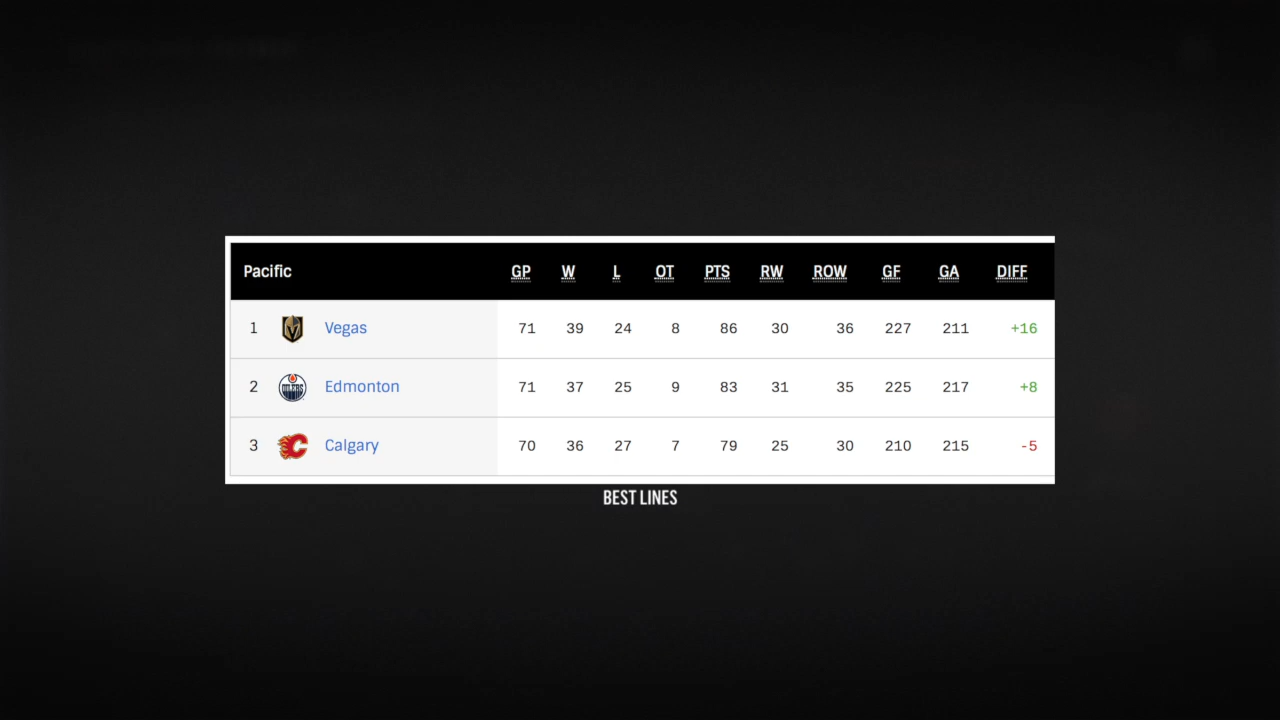 Pacific GP W L OT PTS RW ROW GF GA DIFF
1 Vegas 71 39 24 8 86 30 36 227 211 +16
2 OILERS Edmonton 71 37 25 9 83 31 35 225 217 +8
3 C Calgary 70 36 27 7 79 25 30 210 215 -5
BEST LINES